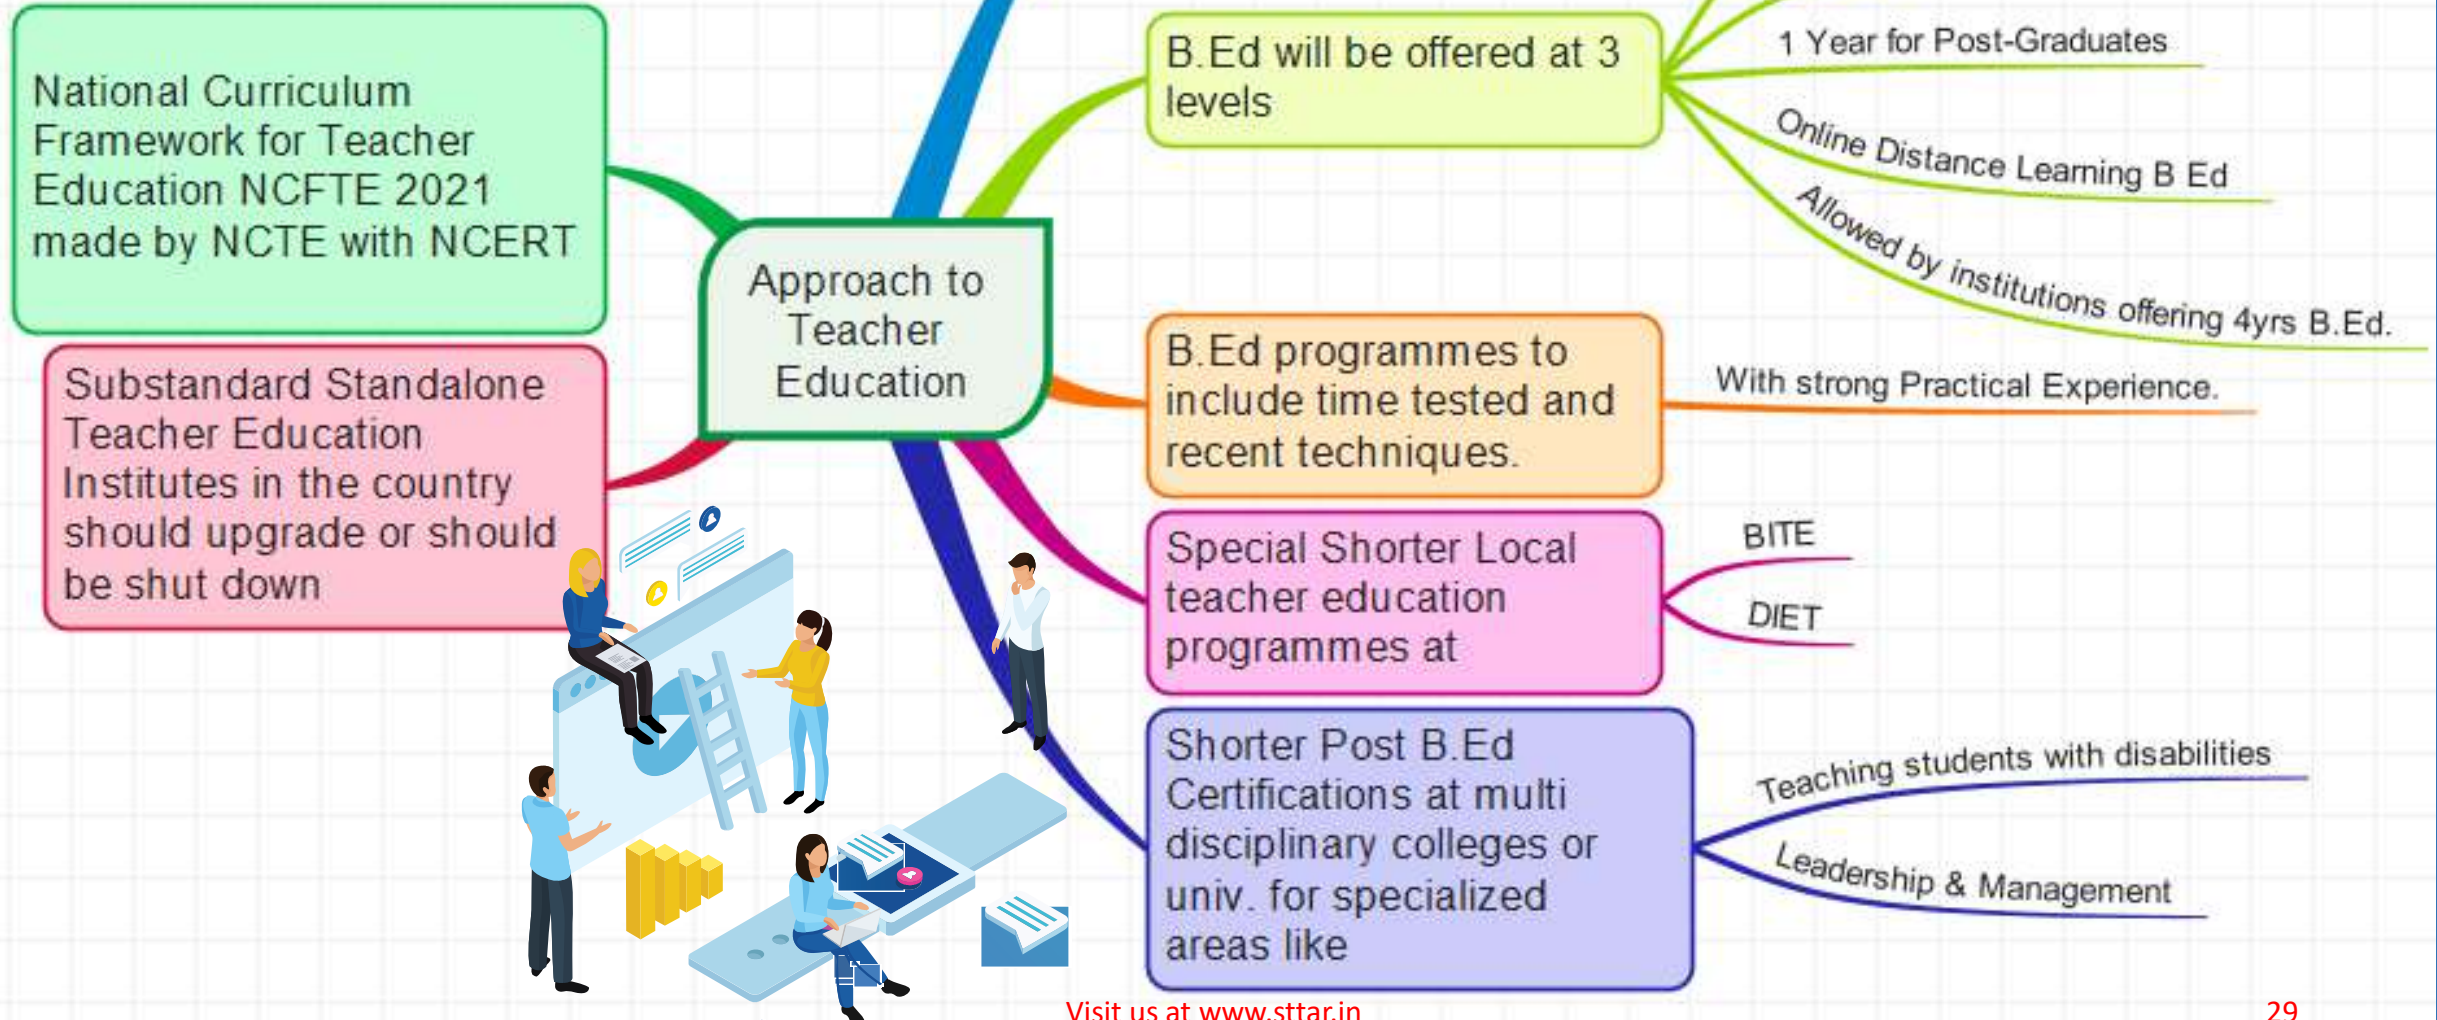 National Curriculum
Framework for Teacher
Education NCFTE 2021
made by NCTE with NCERT
Substandard Standalone
Teacher Education
Institutes in the country
should upgrade or should
be shut down
Approach to
Teacher
Education
B.Ed will be offered at 3
levels
1 Year for Post-Graduates
Online Distance Learning B Ed
Allowed by institutions offering 4yrs B.Ed.
B.Ed programmes to
include time tested and
recent techniques.
With strong Practical Experience.
Special Shorter Local
teacher education
programmes at
BITE
DIET
Shorter Post B.Ed
Certifications at multi
disciplinary colleges or
univ. for specialized
areas like
Teaching students with disabilities
Leadership & Management
Visit us at www.sttar.in
29